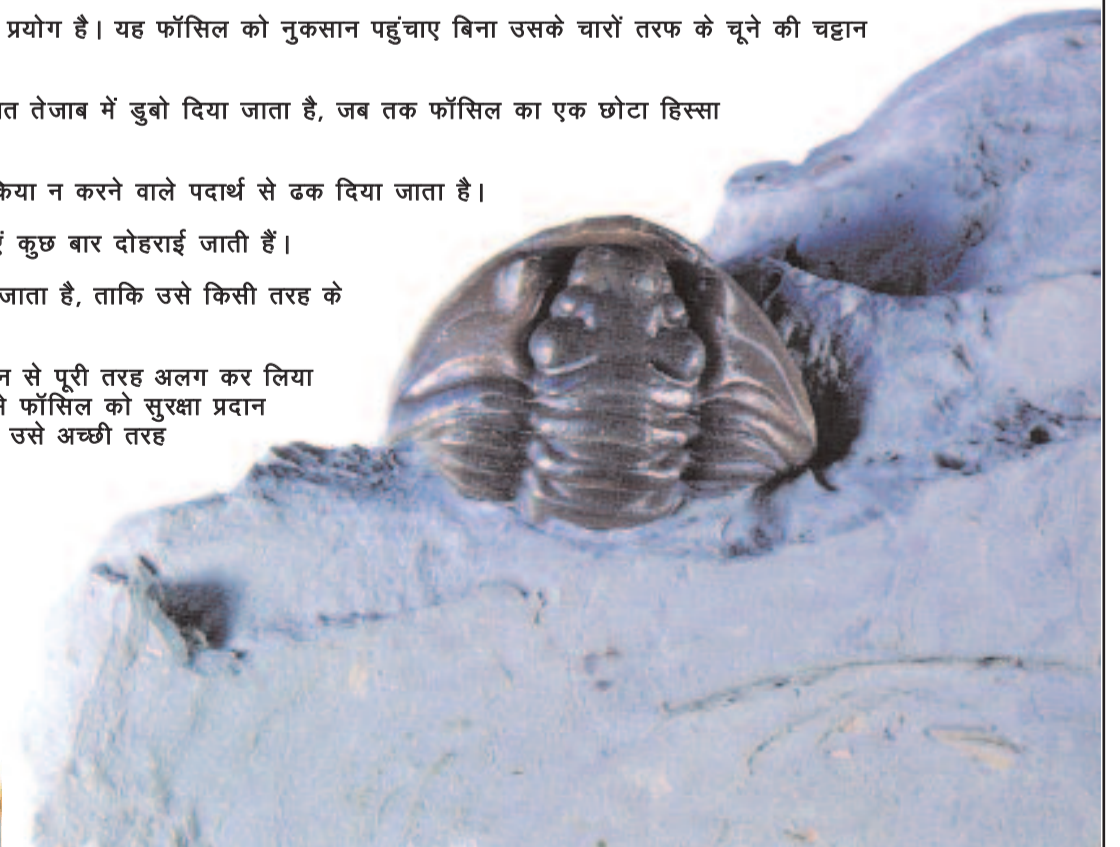 प्रयोग है। यह फॉसिल को नुकसान पहुंचाए बिना उसके चारों तरफ के चूने की चट्टान
तेजाब में डुबो दिया जाता है, जब तक फॉसिल का एक छोटा हिस्सा
न करने वाले पदार्थ से ढक दिया जाता है।
कुछ बार दोहराई जाती हैं।
जाता है, ताकि उसे किसी तरह के
से पूरी तरह अलग कर लिया
फॉसिल को सुरक्षा प्रदान
उसे अच्छी तरह